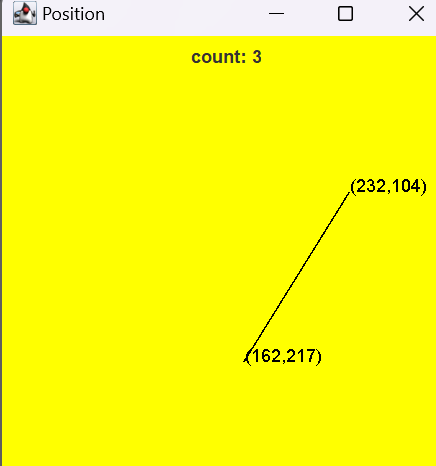 Position
count: 3
(232,104)
(162,217)